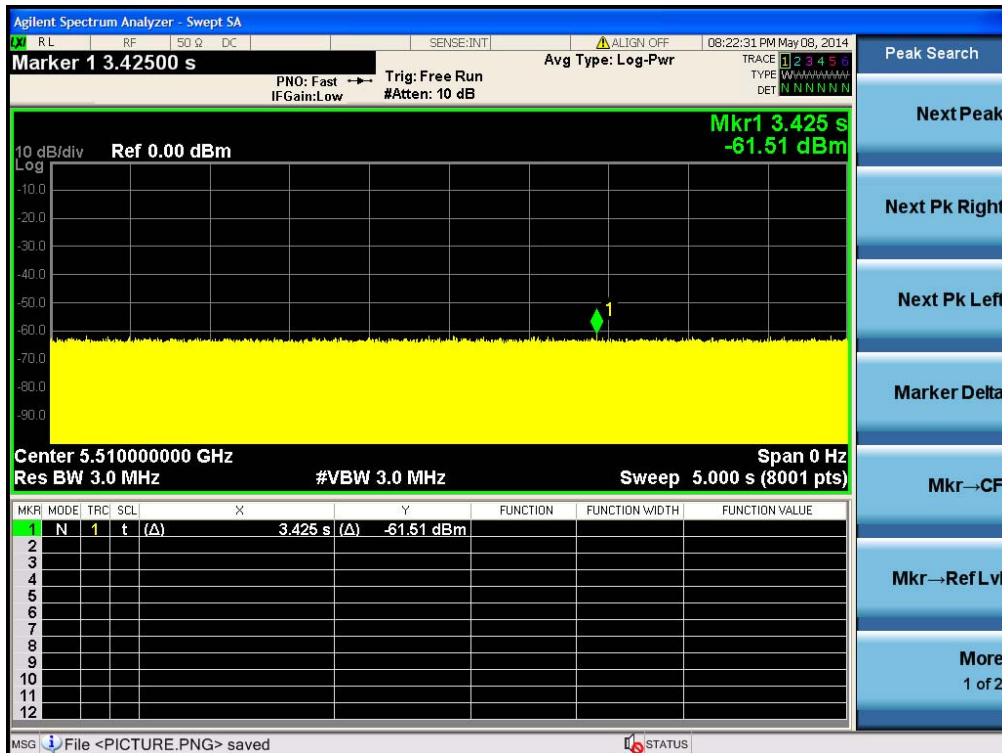 Agilent Spectrum Analyzer - Swept SA
LXI RL RF 50 Ω DC SENSE:INT ALIGN OFF 08:22:31 PM May 08, 2014
Marker 1 3.42500 s
PNO: Fast
IFGain:Low
Trig: Free Run
#Atten: 10 dB
Avg Type: Log-Pwr
TRACE 1 2 3 4 5 6
TYPE
DET N N N N N N
Mkr1 3.425 s
-61.51 dBm
10 dB/div Ref 0.00 dBm
Log
-10.0
-20.0
-30.0
-40.0
-50.0
-60.0
-70.0
-80.0
-90.0
1
Center 5.510000000 GHz Span 0 Hz
Res BW 3.0 MHz #VBW 3.0 MHz Sweep 5.000 s (8001 pts)
MKR MODE TRC SCL X Y FUNCTION FUNCTION WIDTH FUNCTION VALUE
1 N 1 t (Δ) 3.425 s (Δ) -61.51 dBm
2
3
4
5
6
7
8
9
10
11
12
MSG File <PICTURE.PNG> saved STATUS
Peak Search
Next Peak
Next Pk Right
Next Pk Left
Marker Delta
Mkr→CF
Mkr→Ref Lvl
More
1 of 2